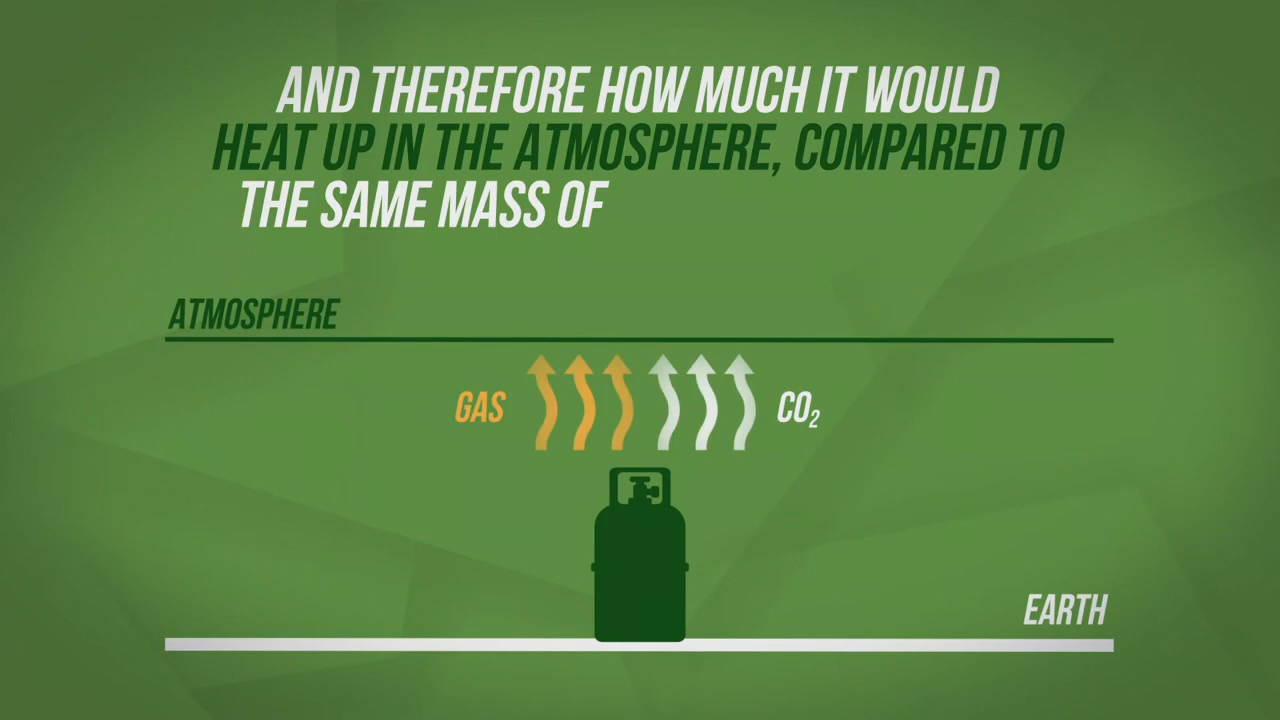 AND THEREFORE HOW MUCH IT WOULD
HEAT UP IN THE ATMOSPHERE, COMPARED TO
THE SAME MASS OF
ATMOSPHERE
GAS
CO₂
EARTH